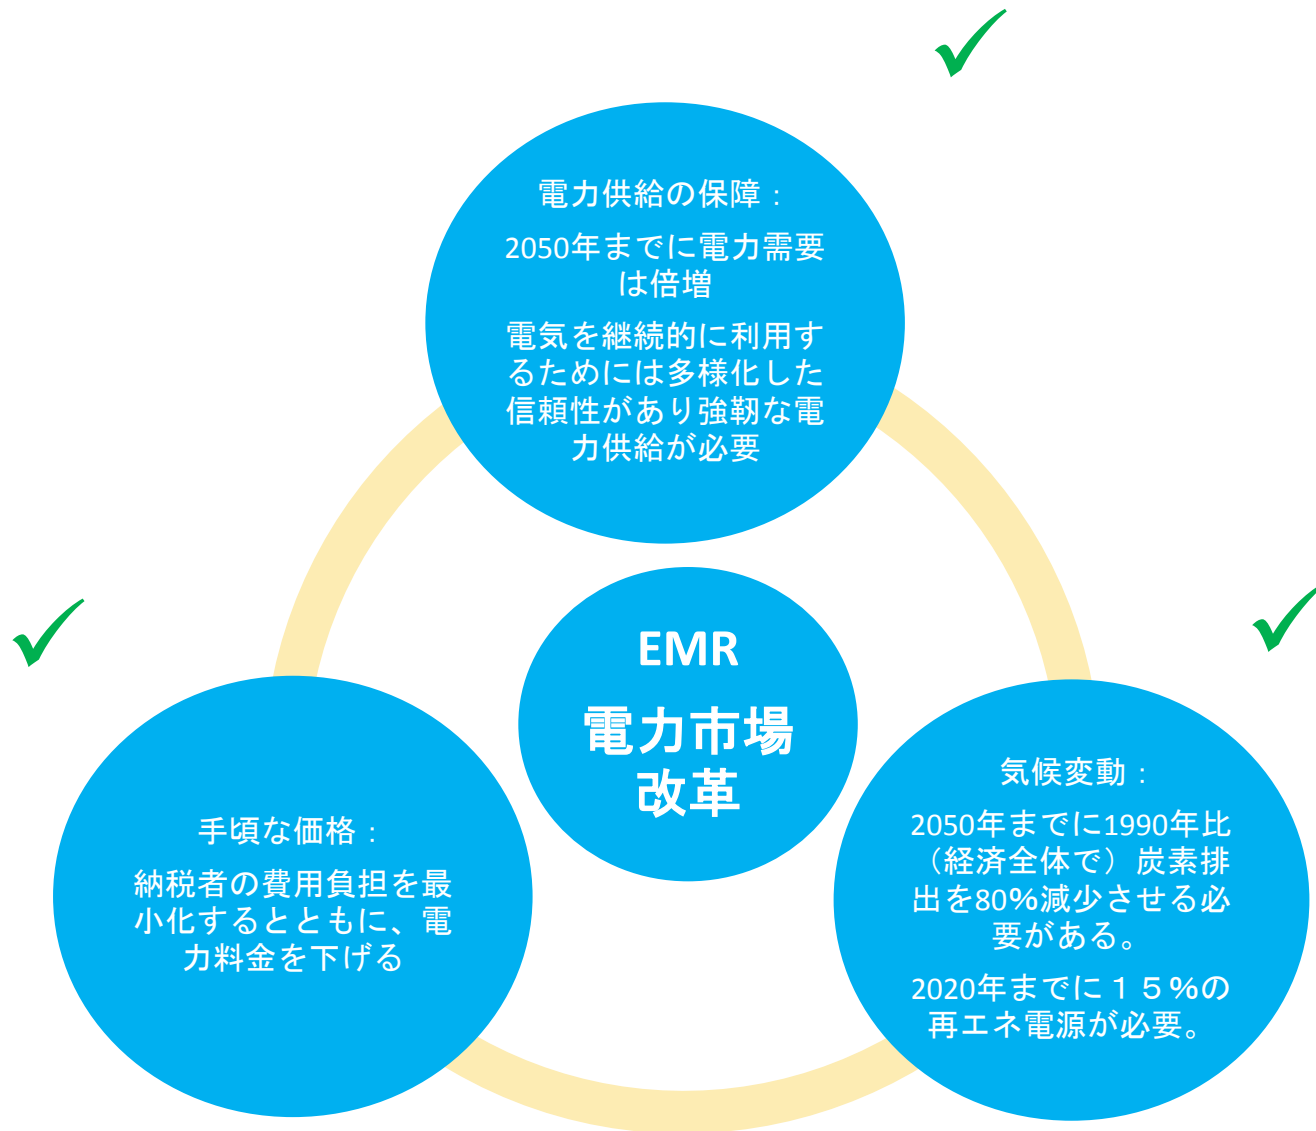 電力供給の保障：
2050年までに電力需要
は倍増
電気を継続的に利用す
るためには多様化した
信頼性があり強靭な電
力供給が必要
EMR
電力市場
改革
手頃な価格：
納税者の費用負担を最
小化するとともに、電
力料金を下げる
気候変動：
2050年までに1990年比
（経済全体で）炭素排
出を80%減少させる必
要がある。
2020年までに１５%の
再エネ電源が必要。